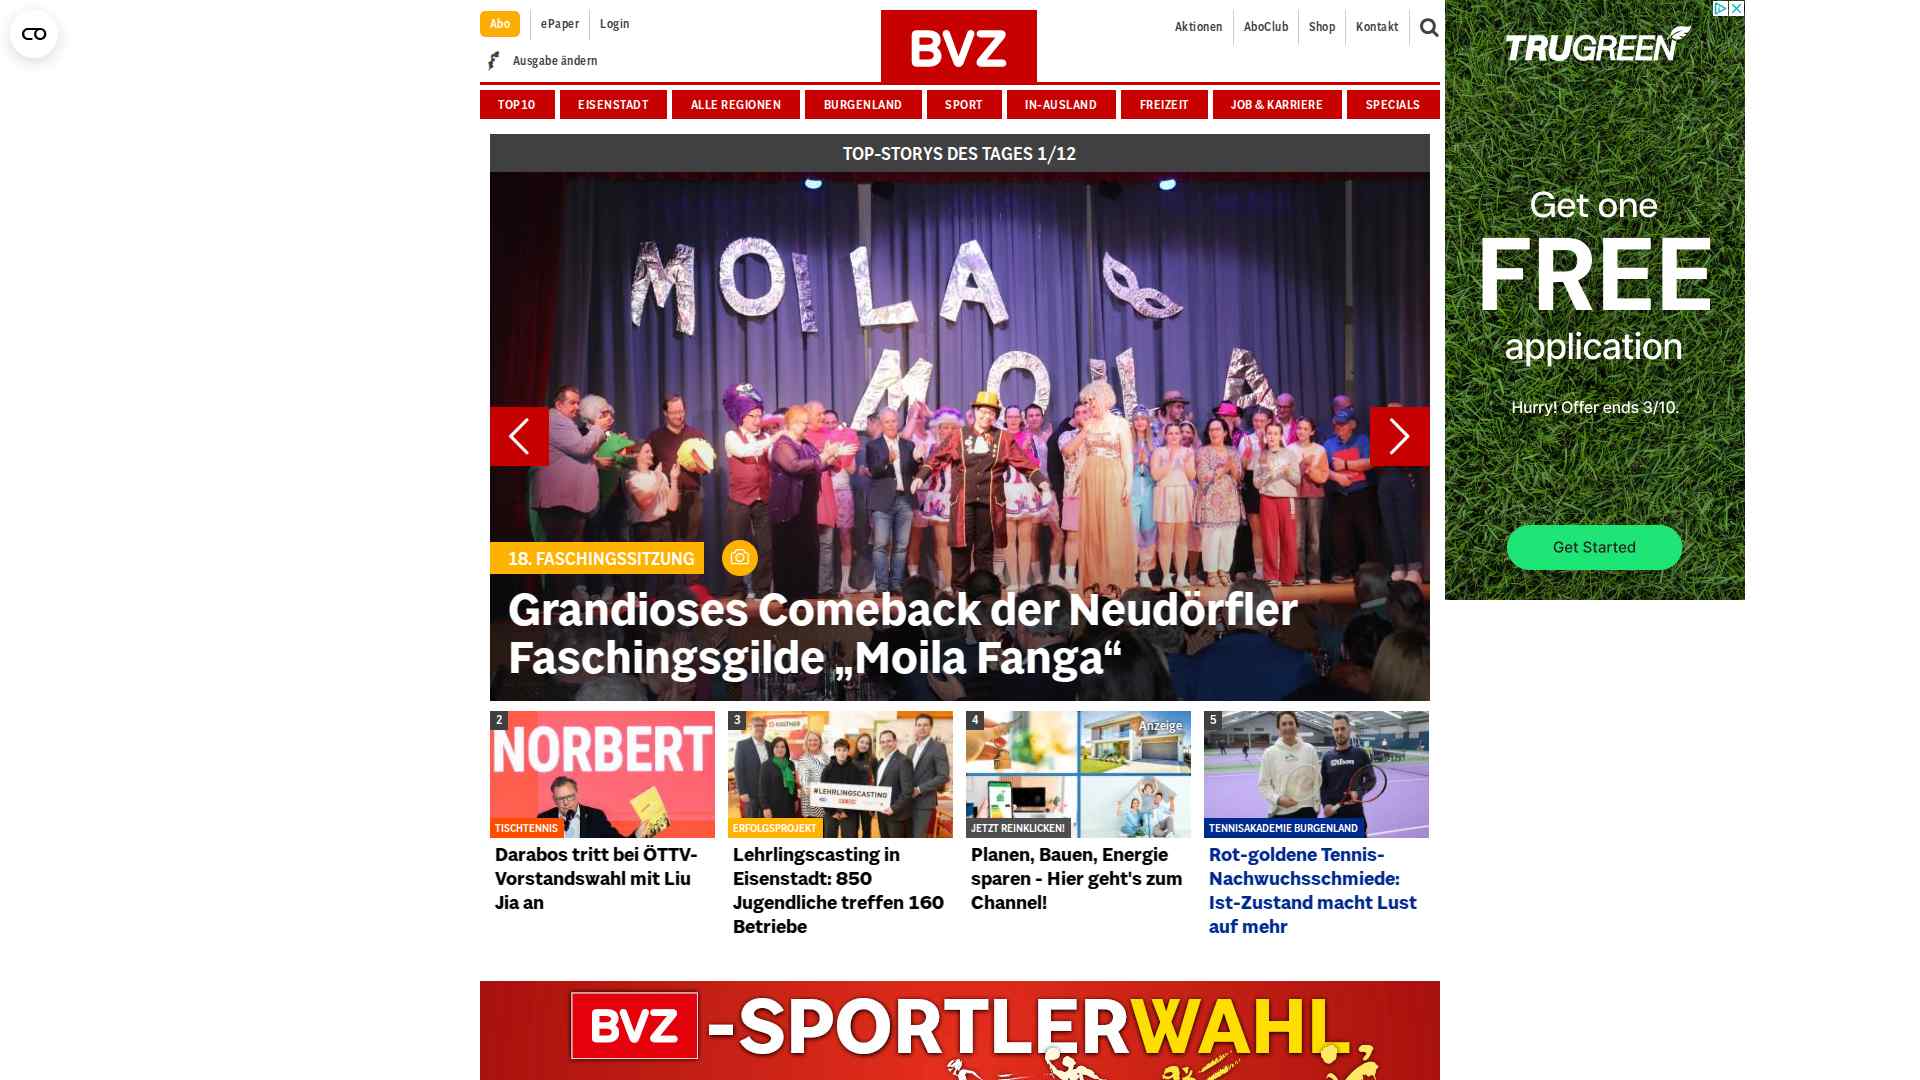 Abo
ePaper
Login
BVZ
Aktionen
AboClub
Shop
Kontakt
Ausgabe ändern
TOP10
EISENSTADT
ALLE REGIONEN
BURGENLAND
SPORT
IN-AUSLAND
FREIZEIT
JOB & KARRIERE
SPECIALS
TOP-STORYS DES TAGES 1/12
MOILA
MOILA
18. FASCHINGSSITZUNG
Grandioses Comeback der Neudörfler
Faschingsgilde „Moila Fanga“
2
NORBERT
TISCHTENNIS
Darabos tritt bei ÖTTV-
Vorstandswahl mit Liu
Jia an
3
#LEHRLINGSCASTING
ERFOLGSPROJEKT
Lehrlingscasting in
Eisenstadt: 850
Jugendliche treffen 160
Betriebe
4
Anzeige
JETZT REINKLICKEN!
Planen, Bauen, Energie
sparen - Hier geht's zum
Channel!
5
Wilson
TENNISAKADEMIE BURGENLAND
Rot-goldene Tennis-
Nachwuchsschmiede:
Ist-Zustand macht Lust
auf mehr
BVZ -SPORTLERWAHL
TRUGREEN
Get one
FREE
application
Hurry! Offer ends 3/10.
Get Started